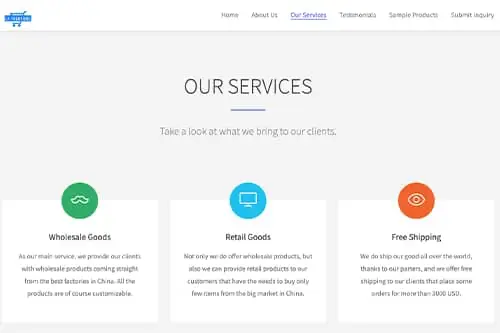 Home About Us Our Services Testimonials Sample Products Submit Inquiry
OUR SERVICES
Take a look at what we bring to our clients.
Wholesale Goods
As our main service, we provide our clients
with wholesale products coming straight
from the best factories in China. All the
products are of course customizable.
Retail Goods
Not only we do offer wholesale products, but
also we can provide retail products to our
customers that have the needs to buy only
few items from the big market in China.
Free Shipping
We do ship our good all over the world,
thanks to our partners, and we offer free
shipping to our clients that place some
orders for more than 3000 USD.